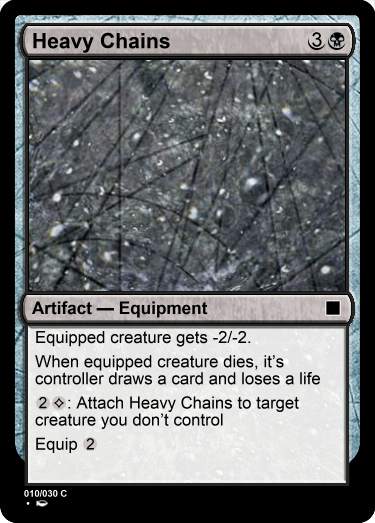 Heavy Chains 3
Artifact — Equipment
Equipped creature gets -2/-2.
When equipped creature dies, it's
controller draws a card and loses a life
2 : Attach Heavy Chains to target
creature you don't control
Equip 2
010/030 C